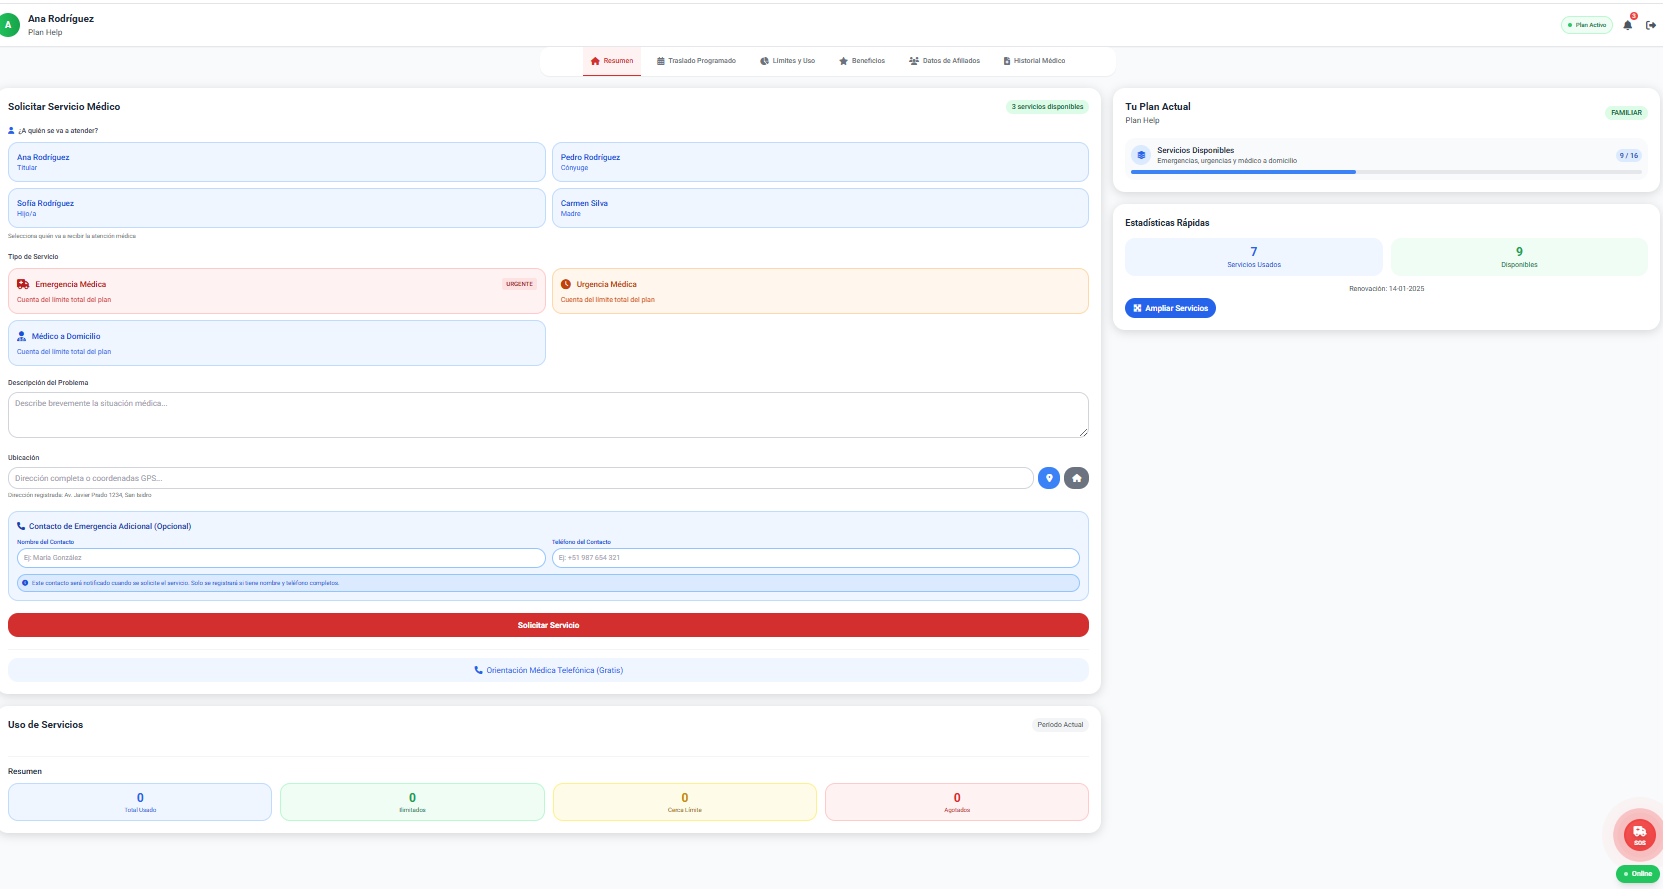 A
Ana Rodríguez
Plan Help
Plan Activo
3
Resumen
Traslado Programado
Límites y Uso
Beneficios
Datos de Afiliados
Historial Médico
Solicitar Servicio Médico
3 servicios disponibles
¿A quién se va a atender?
Ana Rodríguez
Titular
Pedro Rodríguez
Cónyuge
Sofía Rodríguez
Hijo/a
Carmen Silva
Madre
Selecciona quién va a recibir la atención médica
Tipo de Servicio
Emergencia Médica
URGENTE
Cuenta del límite total del plan
Urgencia Médica
Cuenta del límite total del plan
Médico a Domicilio
Cuenta del límite total del plan
Descripción del Problema
Describe brevemente la situación médica...
Ubicación
Dirección completa o coordenadas GPS...
Dirección registrada: Av. Javier Prado 1234, San Isidro
Contacto de Emergencia Adicional (Opcional)
Nombre del Contacto
Ej: María González
Teléfono del Contacto
Ej: +51 987 654 321
Este contacto será notificado cuando se solicite el servicio. Solo se registrará si tiene nombre y teléfono completos.
Solicitar Servicio
Orientación Médica Telefónica (Gratis)
Uso de Servicios
Período Actual
Resumen
0
Total Usado
0
Ilimitados
0
Cerca Límite
0
Agotados
Tu Plan Actual
Plan Help
FAMILIAR
Servicios Disponibles
Emergencias, urgencias y médico a domicilio
9 / 16
Estadísticas Rápidas
7
Servicios Usados
9
Disponibles
Renovación: 14-01-2025
Ampliar Servicios
SOS
Online